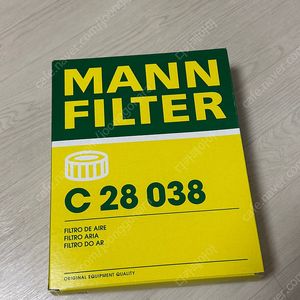 MANN
FILTER
C 28 038
FILTRO DE AIRE
FILTRO ARIA
FILTRO DO AR
ORIGINAL EQUIPMENT QUALITY